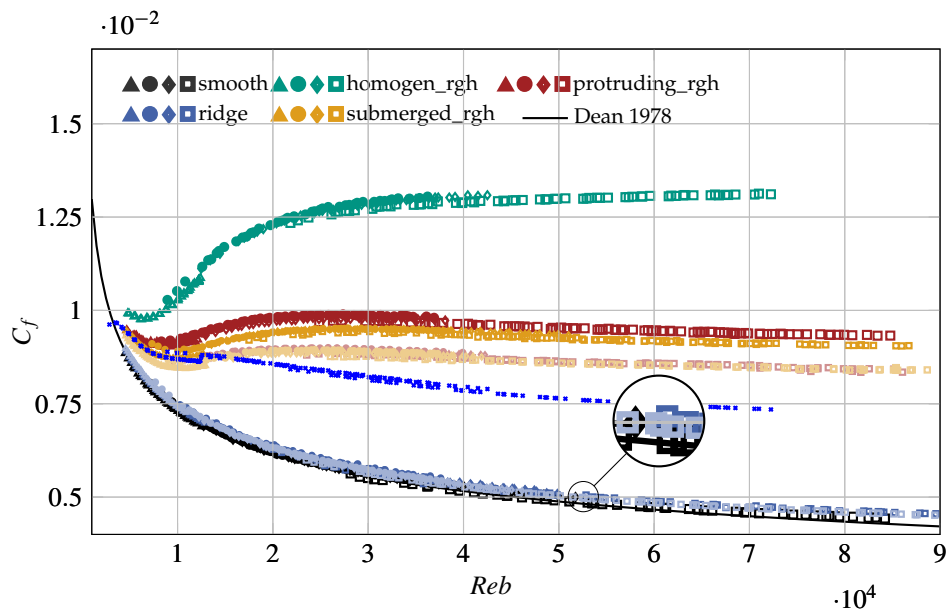 ·10⁻²
smooth homogen_rgh protruding_rgh
ridge submerged_rgh Dean 1978
1.5
1.25
1
0.75
0.5
C_f
1 2 3 4 5 6 7 8 9
Reb
·10⁴